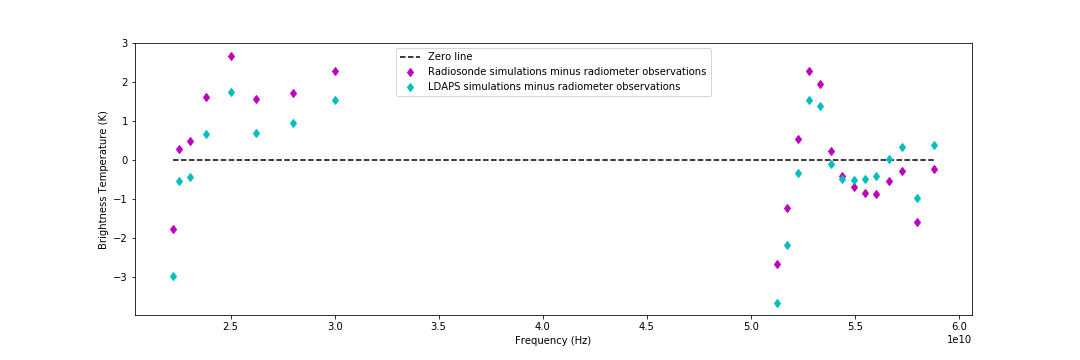 3
2
1
0
−1
−2
−3
Brightness Temperature (K)
Zero line
Radiosonde simulations minus radiometer observations
LDAPS simulations minus radiometer observations
2.5 3.0 3.5 4.0 4.5 5.0 5.5 6.0
1e10
Frequency (Hz)